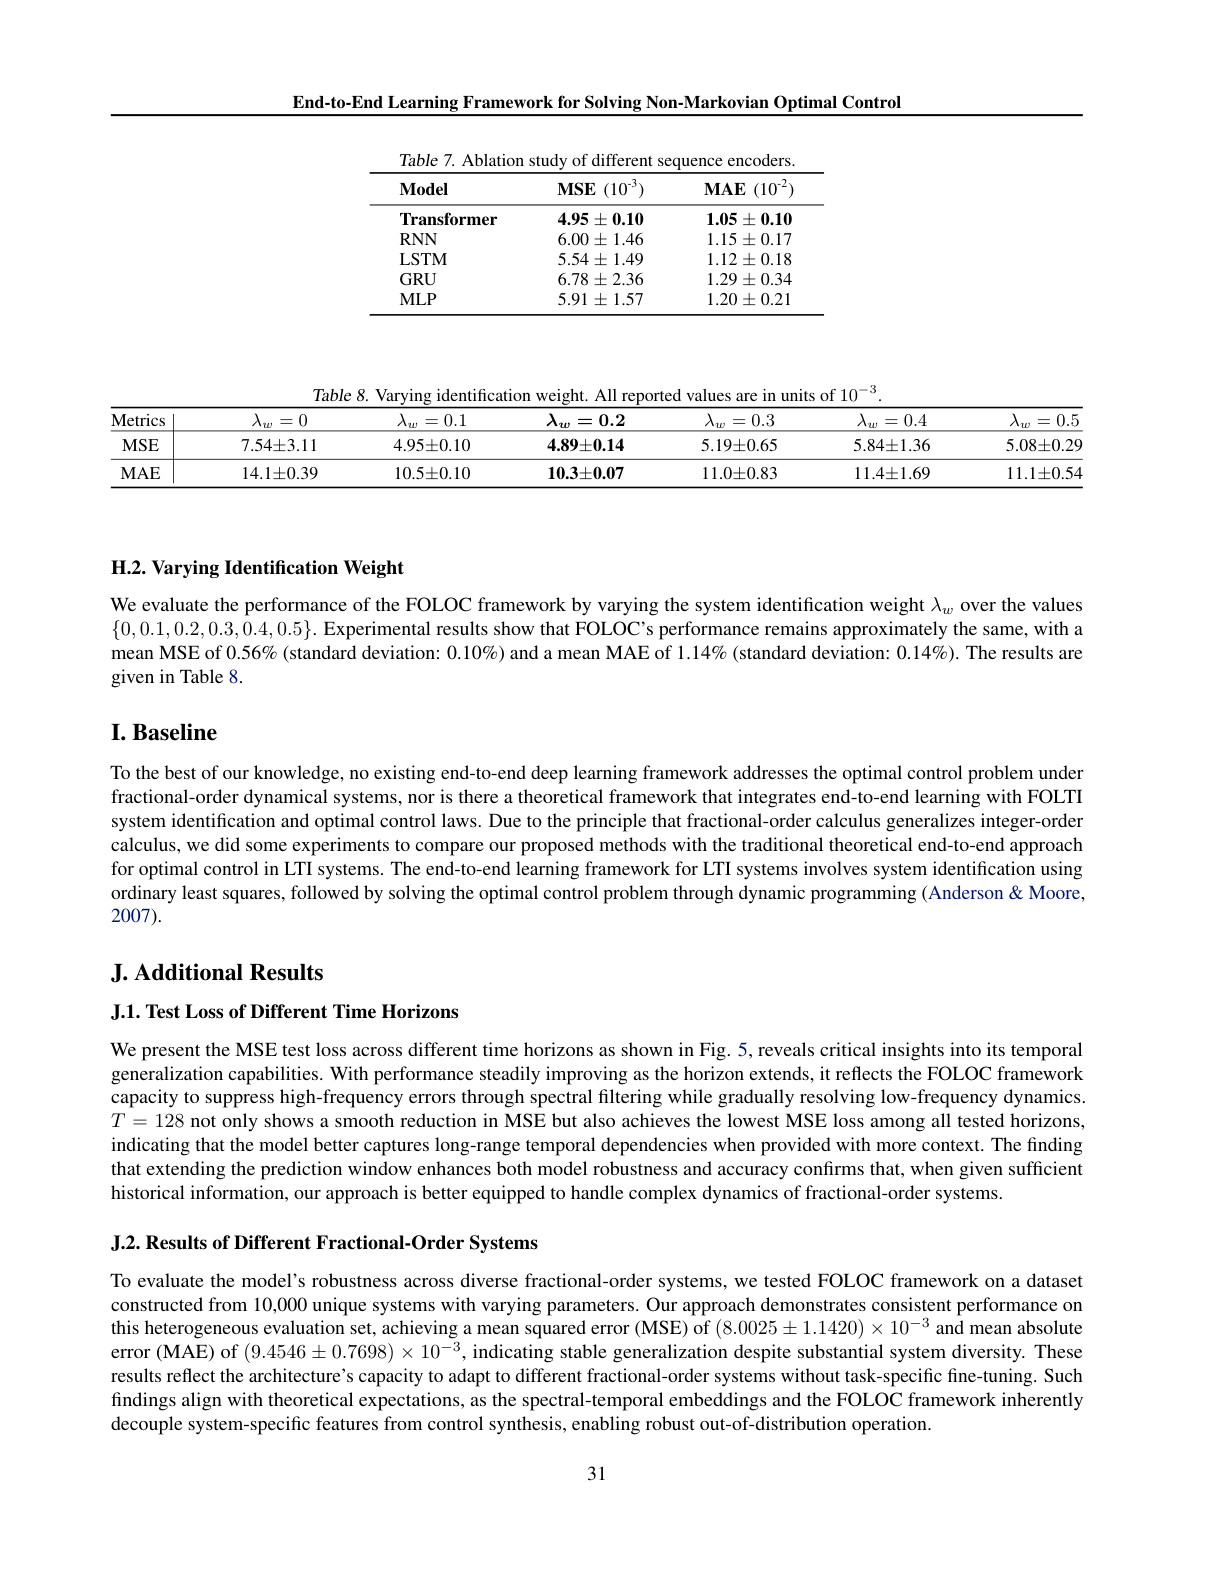 End-to-End Learning Framework for Solving Non-Markovian Optimal Control
Table 7. Ablation study of different sequence encoders.
Model MSE (10⁻³) MAE (10⁻²)
Transformer 4.95 ± 0.10 1.05 ± 0.10
RNN 6.00 ± 1.46 1.15 ± 0.17
LSTM 5.54 ± 1.49 1.12 ± 0.18
GRU 6.78 ± 2.36 1.29 ± 0.34
MLP 5.91 ± 1.57 1.20 ± 0.21
Table 8. Varying identification weight. All reported values are in units of 10⁻³.
Metrics λ_w = 0 λ_w = 0.1 λ_w = 0.2 λ_w = 0.3 λ_w = 0.4 λ_w = 0.5
MSE 7.54±3.11 4.95±0.10 4.89±0.14 5.19±0.65 5.84±1.36 5.08±0.29
MAE 14.1±0.39 10.5±0.10 10.3±0.07 11.0±0.83 11.4±1.69 11.1±0.54
H.2. Varying Identification Weight
We evaluate the performance of the FOLOC framework by varying the system identification weight λ_w over the values
{0, 0.1, 0.2, 0.3, 0.4, 0.5}. Experimental results show that FOLOC's performance remains approximately the same, with a
mean MSE of 0.56% (standard deviation: 0.10%) and a mean MAE of 1.14% (standard deviation: 0.14%). The results are
given in Table 8.
I. Baseline
To the best of our knowledge, no existing end-to-end deep learning framework addresses the optimal control problem under
fractional-order dynamical systems, nor is there a theoretical framework that integrates end-to-end learning with FOLTI
system identification and optimal control laws. Due to the principle that fractional-order calculus generalizes integer-order
calculus, we did some experiments to compare our proposed methods with the traditional theoretical end-to-end approach
for optimal control in LTI systems. The end-to-end learning framework for LTI systems involves system identification using
ordinary least squares, followed by solving the optimal control problem through dynamic programming (Anderson & Moore,
2007).
J. Additional Results
J.1. Test Loss of Different Time Horizons
We present the MSE test loss across different time horizons as shown in Fig. 5, reveals critical insights into its temporal
generalization capabilities. With performance steadily improving as the horizon extends, it reflects the FOLOC framework
capacity to suppress high-frequency errors through spectral filtering while gradually resolving low-frequency dynamics.
T = 128 not only shows a smooth reduction in MSE but also achieves the lowest MSE loss among all tested horizons,
indicating that the model better captures long-range temporal dependencies when provided with more context. The finding
that extending the prediction window enhances both model robustness and accuracy confirms that, when given sufficient
historical information, our approach is better equipped to handle complex dynamics of fractional-order systems.
J.2. Results of Different Fractional-Order Systems
To evaluate the model's robustness across diverse fractional-order systems, we tested FOLOC framework on a dataset
constructed from 10,000 unique systems with varying parameters. Our approach demonstrates consistent performance on
this heterogeneous evaluation set, achieving a mean squared error (MSE) of (8.0025 ± 1.1420) × 10⁻³ and mean absolute
error (MAE) of (9.4546 ± 0.7698) × 10⁻³, indicating stable generalization despite substantial system diversity. These
results reflect the architecture's capacity to adapt to different fractional-order systems without task-specific fine-tuning. Such
findings align with theoretical expectations, as the spectral-temporal embeddings and the FOLOC framework inherently
decouple system-specific features from control synthesis, enabling robust out-of-distribution operation.
31